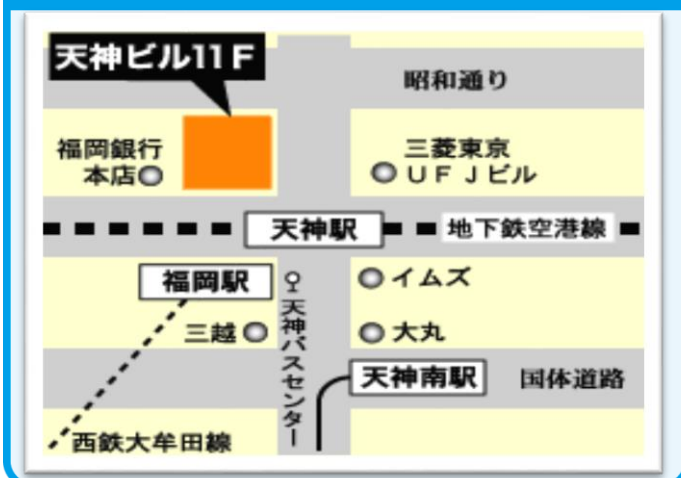 天神ビル11F
昭和通り
福岡銀行
本店
三菱東京
UFJビル
天神駅
地下鉄空港線
福岡駅
イムズ
三越
天神バスセンター
大丸
天神南駅
国体道路
西鉄大牟田線